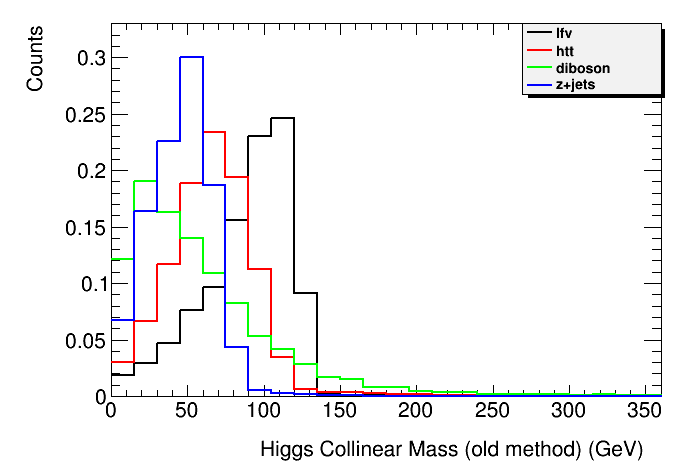 Counts
0.3
0.25
0.2
0.15
0.1
0.05
0
lfv
htt
diboson
z+jets
0 50 100 150 200 250 300 350
Higgs Collinear Mass (old method) (GeV)